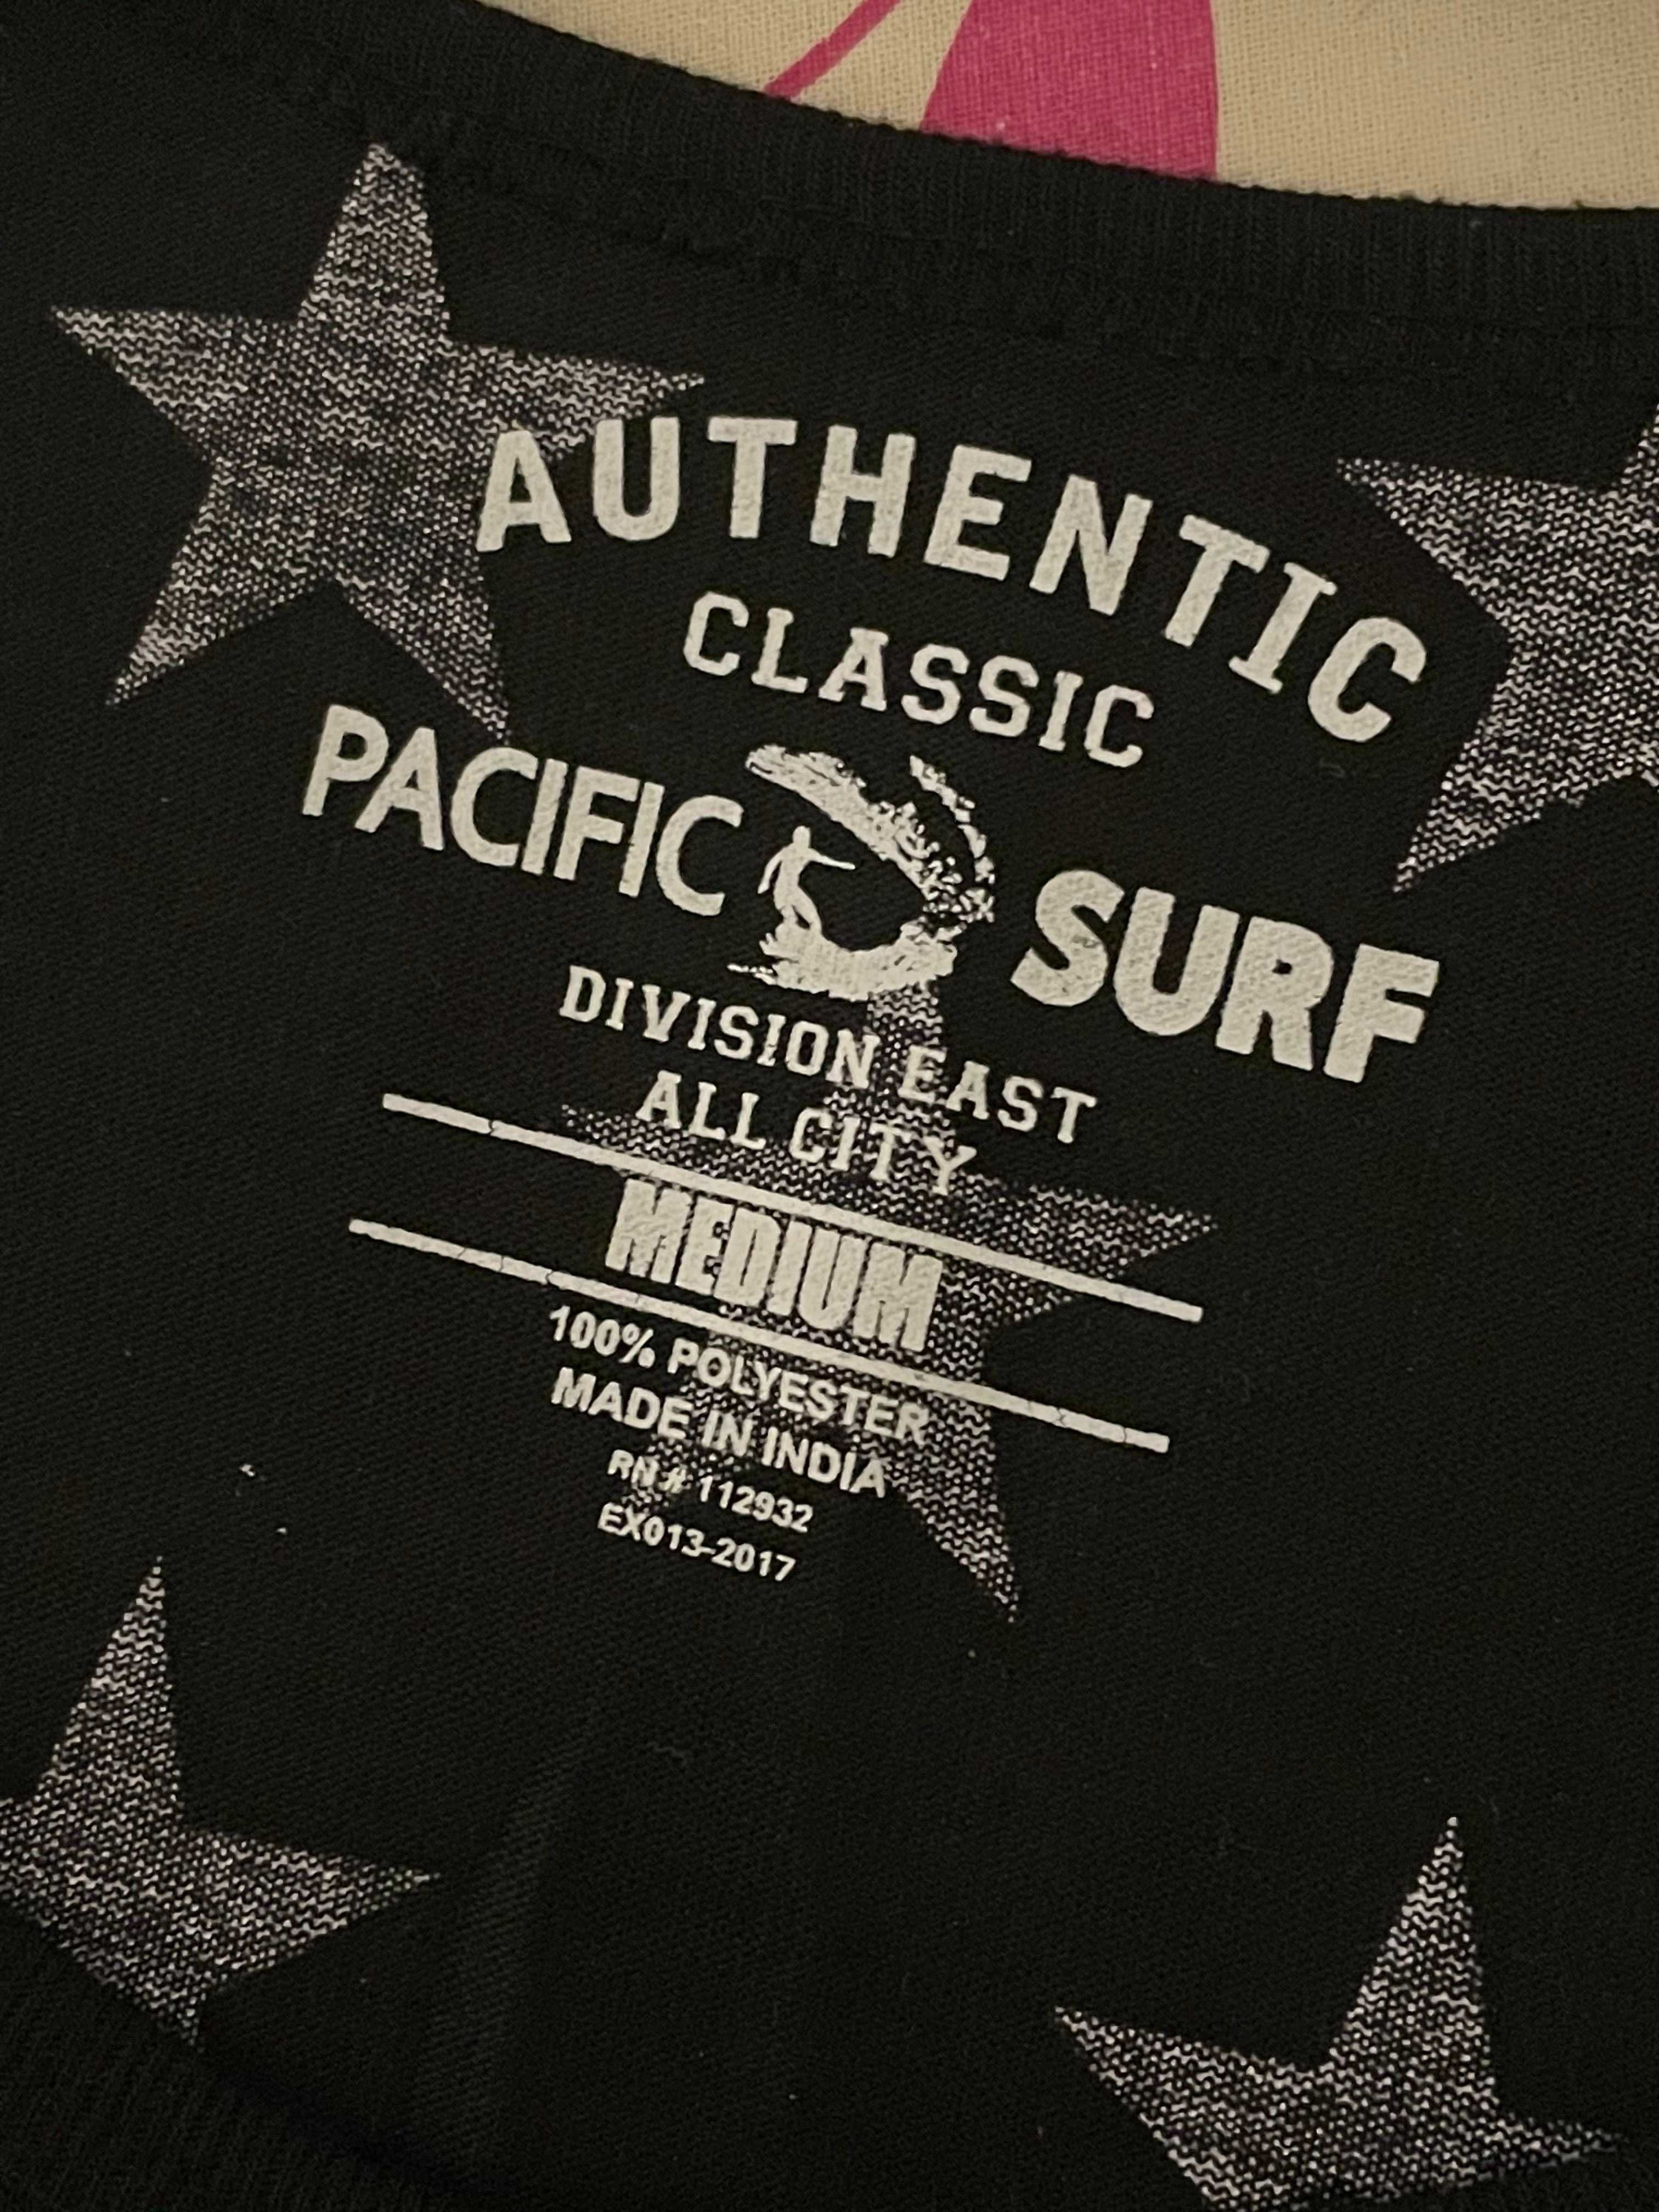 AUTHENTIC
CLASSIC
PACIFIC SURF
DIVISION EAST
ALL CITY
MEDIUM
100% POLYESTER
MADE IN INDIA
RN # 112932
EX013-2017